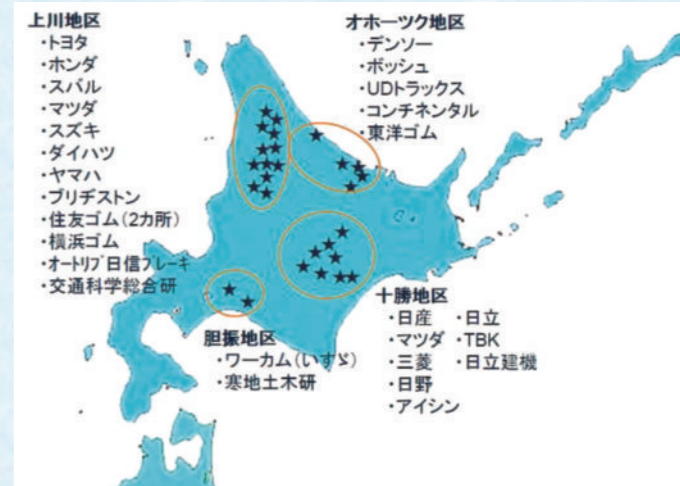 上川地区
・トヨタ
・ホンダ
・スバル
・マツダ
・スズキ
・ダイハツ
・ヤマハ
・ブリヂストン
・住友ゴム(2カ所)
・横浜ゴム
・オートリブ日信ブレーキ
・交通科学総合研
オホーツク地区
・デンソー
・ボッシュ
・UDトラックス
・コンチネンタル
・東洋ゴム
胆振地区
・ワーカム(いすゞ)
・寒地土木研
十勝地区
・日産 ・日立
・マツダ ・TBK
・三菱 ・日立建機
・日野
・アイシン